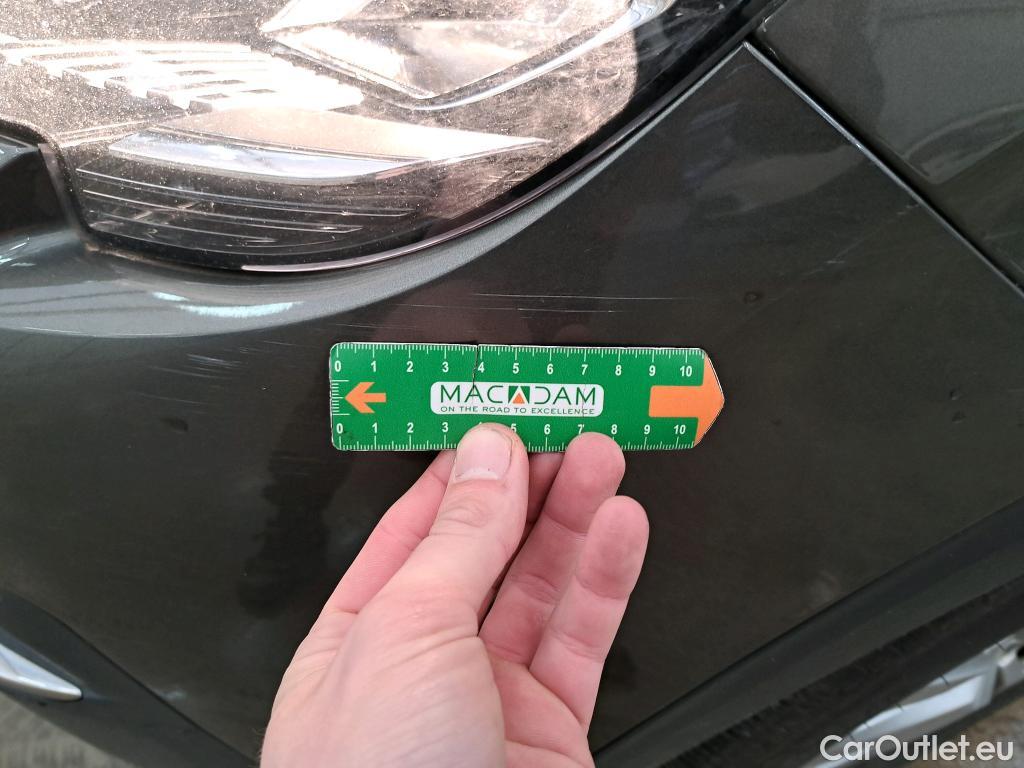 0 1 2 3 4 5 6 7 8 9 10
MACADAM
ON THE ROAD TO EXCELLENCE
0 1 2 3 4 5 6 7 8 9 10
CarOutlet.eu